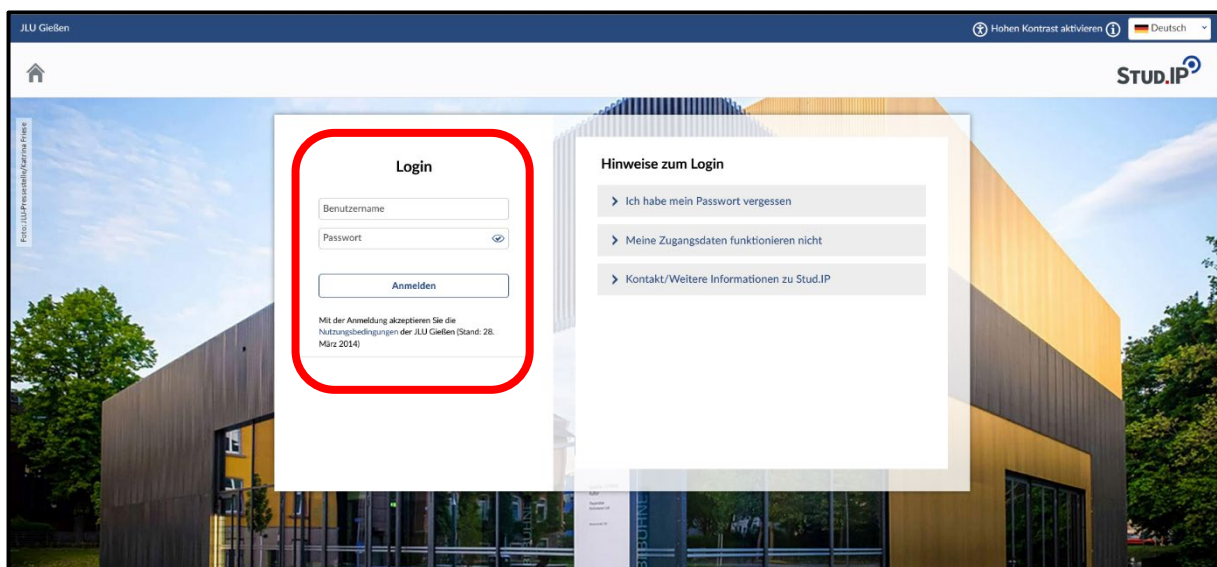 JLU Gießen
Hohen Kontrast aktivieren
Deutsch
STUD.IP
Foto: JLU-Pressestelle/Katrina Friese
Login
Benutzername
Passwort
Anmelden
Mit der Anmeldung akzeptieren Sie die
Nutzungsbedingungen der JLU Gießen (Stand: 28.
März 2014)
Hinweise zum Login
Ich habe mein Passwort vergessen
Meine Zugangsdaten funktionieren nicht
Kontakt/Weitere Informationen zu Stud.IP